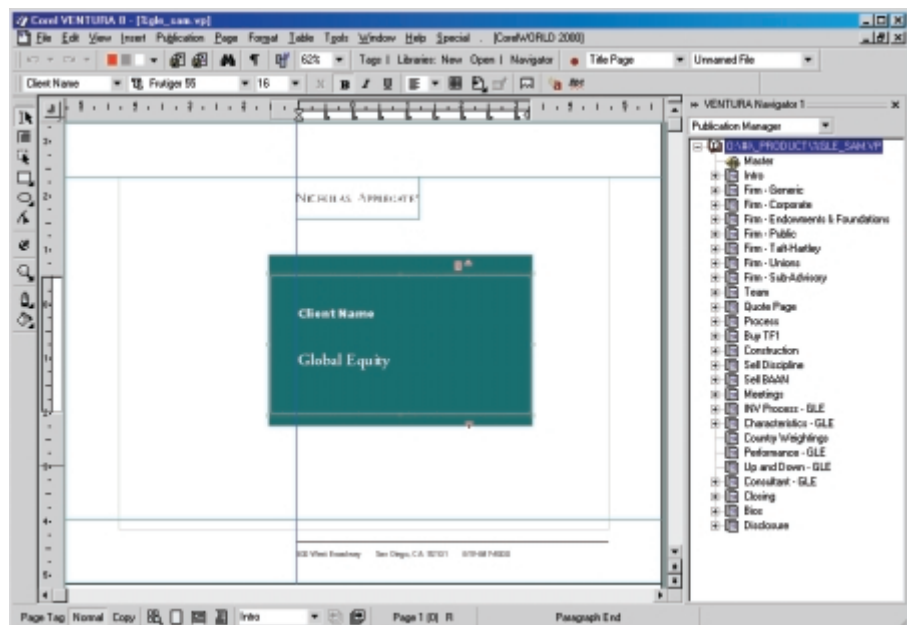 Corel VENTURA 8 - [%gle_sam.vp]
File Edit View Insert Publication Page Format Table Tools Window Help Special . [CorelWORLD 2000]
62% Tags | Libraries: New Open | Navigator Title Page Unnamed File
Client Name Frutiger 55 16 B I U
VENTURA Navigator 1
Publication Manager
Master
Intro
Firm - Generic
Firm - Corporate
Firm - Endowments & Foundations
Firm - Public
Firm - Taft-Hartley
Firm - Unions
Firm - Sub-Advisory
Team
Quote Page
Process
Buy TF1
Construction
Sell Discipline
Sell BAAN
Meetings
INV Process - GLE
Characteristics - GLE
Country Weightings
Performance - GLE
Up and Down - GLE
Consultant - GLE
Closing
Bios
Disclosure
NICHOLAS APPLEGATE
Client Name
Global Equity
West Broadway San Diego, CA 92101
Page Tag Normal Copy Intro Page 1 (0) R Paragraph End